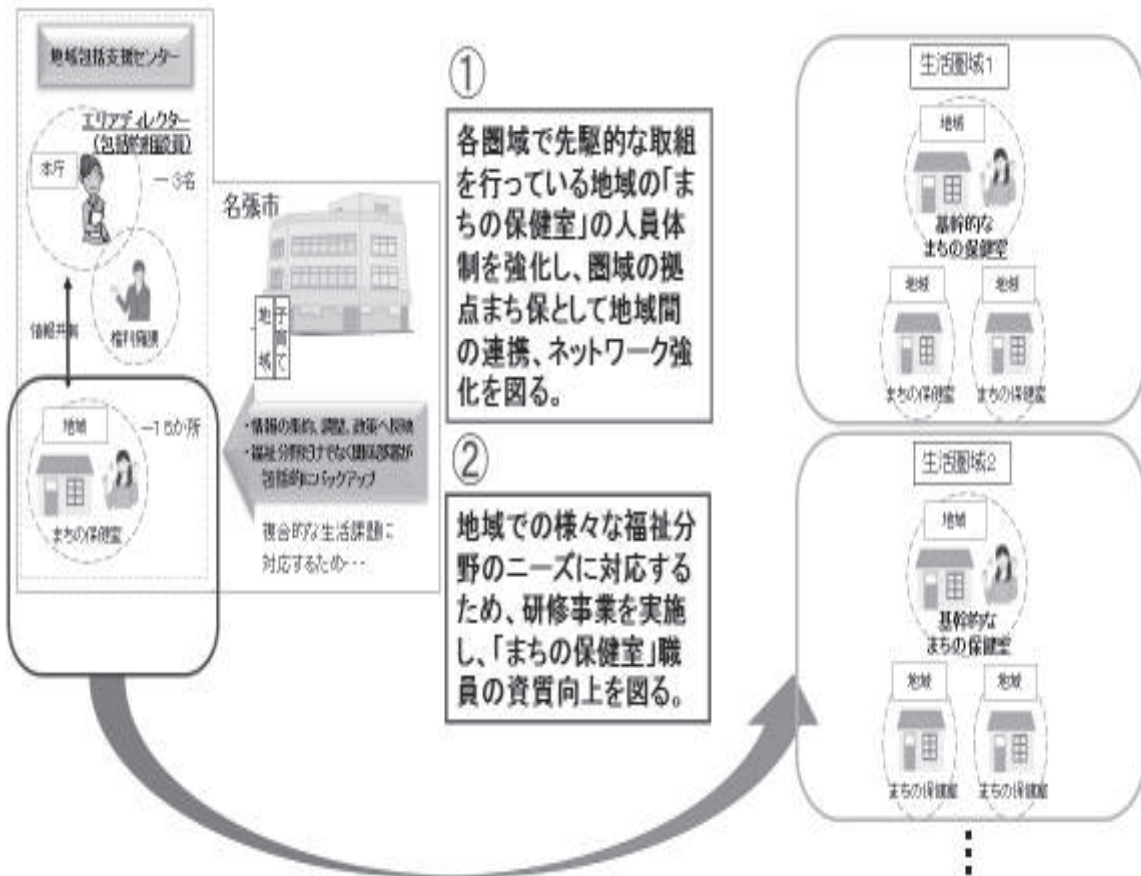 地域包括支援センター
エリアディレクター
(包括的相談員)
本庁
ー3名
権利擁護
情報共有
名張市
地域
子育て
・情報の集約、調整、政策へ反映
・福祉分野だけでなく関係部署が
包括的にバックアップ
複合的な生活課題に
対応するため…
地域
ー15か所
まちの保健室
①
各圏域で先駆的な取組
を行っている地域の「ま
ちの保健室」の人員体
制を強化し、圏域の拠
点まち保として地域間
の連携、ネットワーク強
化を図る。
②
地域での様々な福祉分
野のニーズに対応する
ため、研修事業を実施
し、「まちの保健室」職
員の資質向上を図る。
生活圏域1
地域
基幹的な
まちの保健室
地域
地域
まちの保健室
まちの保健室
生活圏域2
地域
基幹的な
まちの保健室
地域
地域
まちの保健室
まちの保健室